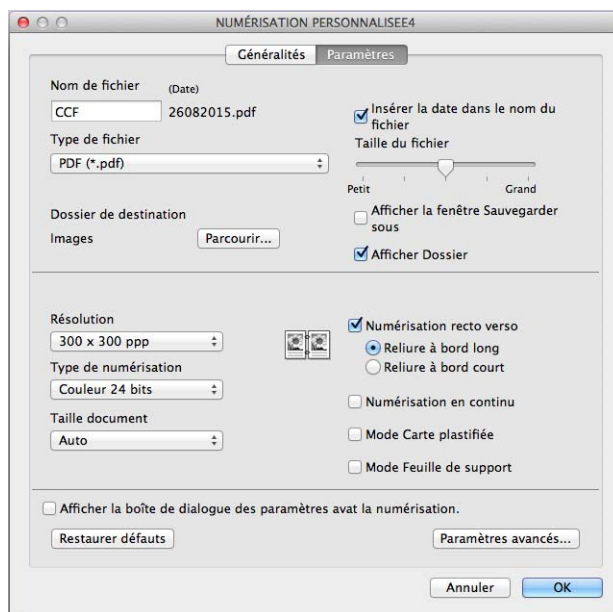 NUMÉRISATION PERSONNALISEE4
Généralités Paramètres
Nom de fichier (Date)
CCF 26082015.pdf
Insérer la date dans le nom du
fichier
Type de fichier
PDF (*.pdf)
Taille du fichier
Petit Grand
Dossier de destination
Images Parcourir...
Afficher la fenêtre Sauvegarder
sous
Afficher Dossier
Résolution
300 x 300 ppp
Type de numérisation
Couleur 24 bits
Taille document
Auto
Numérisation recto verso
Reliure à bord long
Reliure à bord court
Numérisation en continu
Mode Carte plastifiée
Mode Feuille de support
Afficher la boîte de dialogue des paramètres avat la numérisation.
Restaurer défauts Paramètres avancés...
Annuler OK